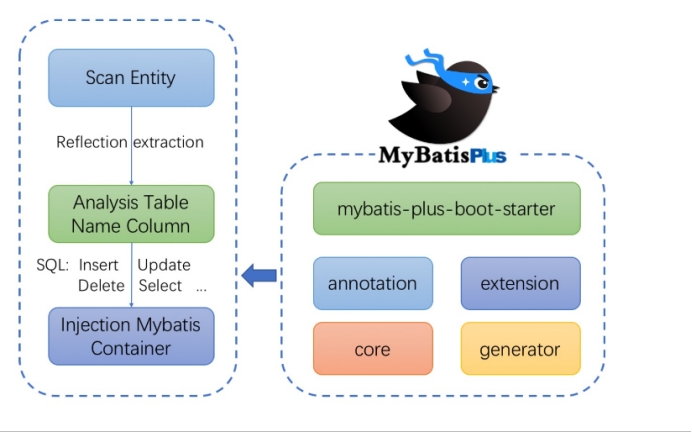 Scan Entity
Reflection extraction
Analysis Table
Name Column
SQL: Insert Update
Delete Select ...
Injection Mybatis
Container
MyBatisPlus
mybatis-plus-boot-starter
annotation
extension
core
generator